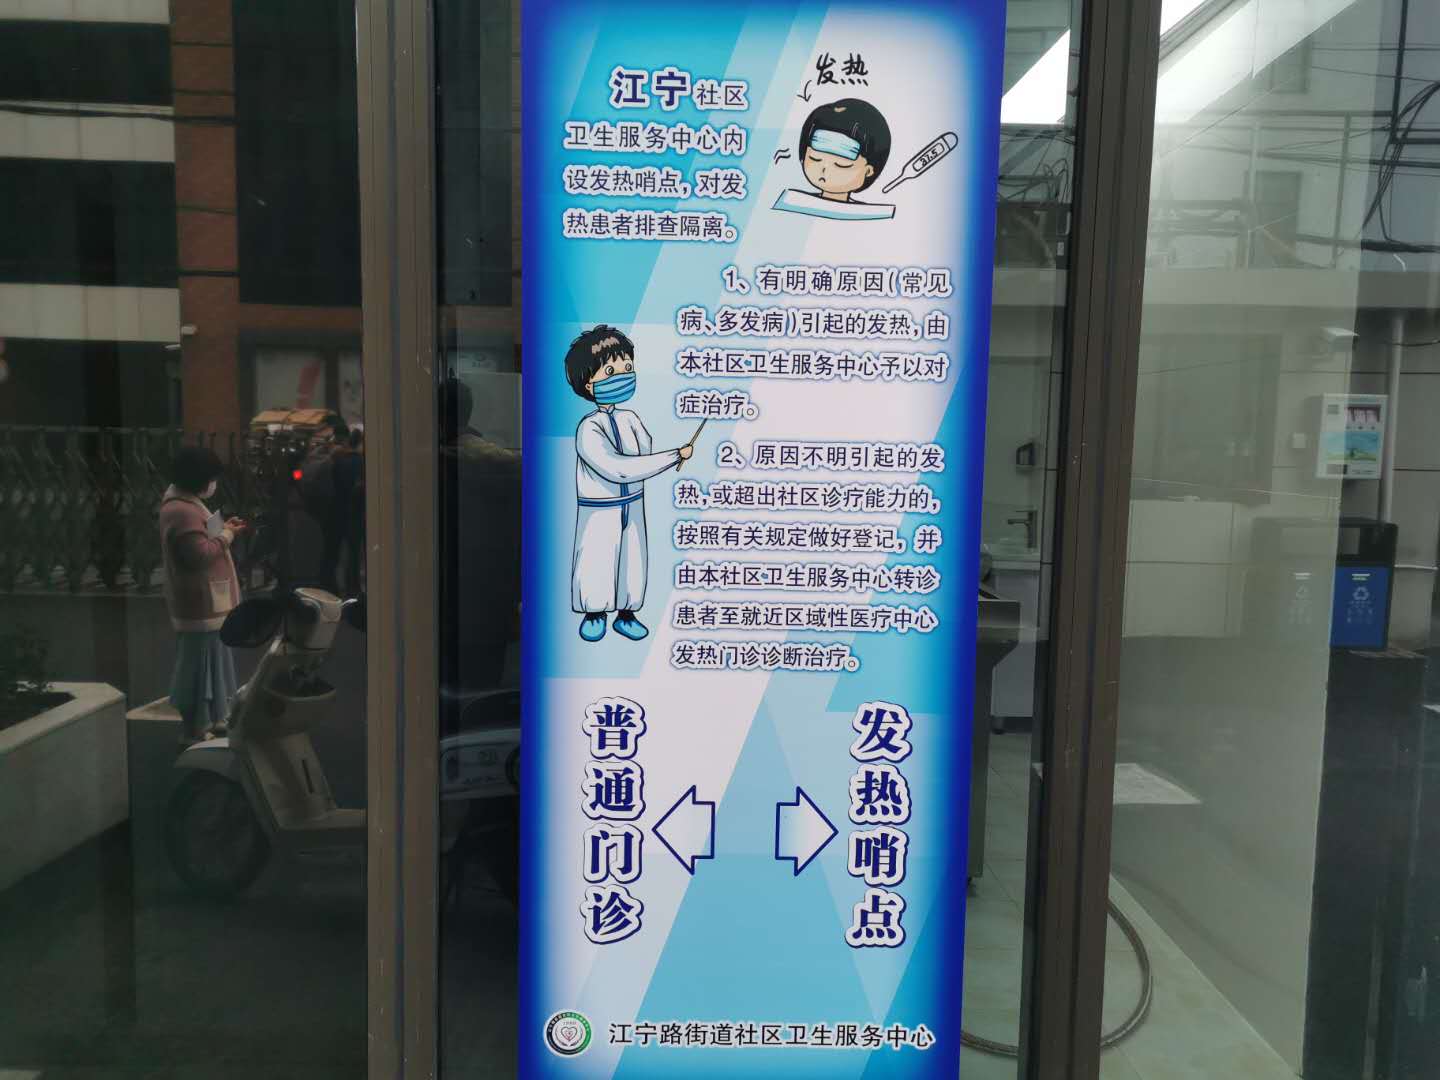 发热
江宁社区
卫生服务中心内
设发热哨点，对发
热患者排查隔离。
37.5
1、有明确原因(常见
病、多发病)引起的发热，由
本社区卫生服务中心予以对
症治疗。
2、原因不明引起的发
热，或超出社区诊疗能力的，
按照有关规定做好登记，并
由本社区卫生服务中心转诊
患者至就近区域性医疗中心
发热门诊诊断治疗。
普通门诊
发热哨点
江宁路街道社区卫生服务中心